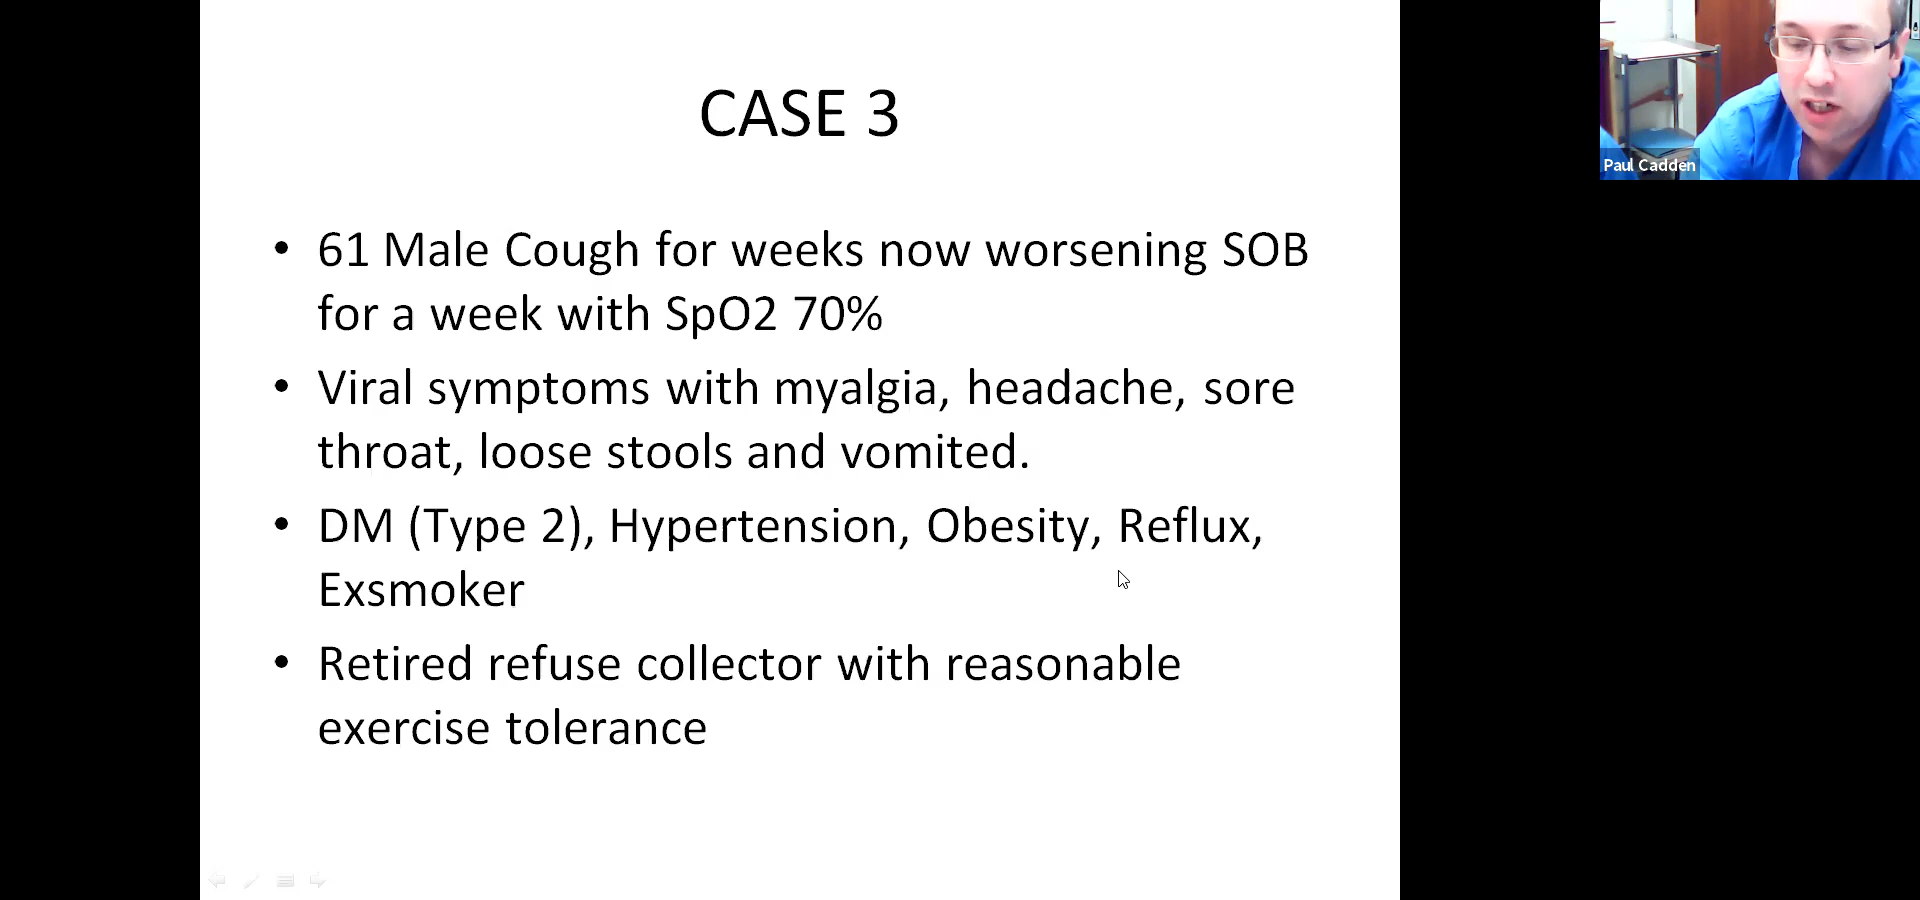 CASE 3
Paul Cadden
• 61 Male Cough for weeks now worsening SOB
for a week with SpO2 70%
• Viral symptoms with myalgia, headache, sore
throat, loose stools and vomited.
• DM (Type 2), Hypertension, Obesity, Reflux,
Exsmoker
• Retired refuse collector with reasonable
exercise tolerance